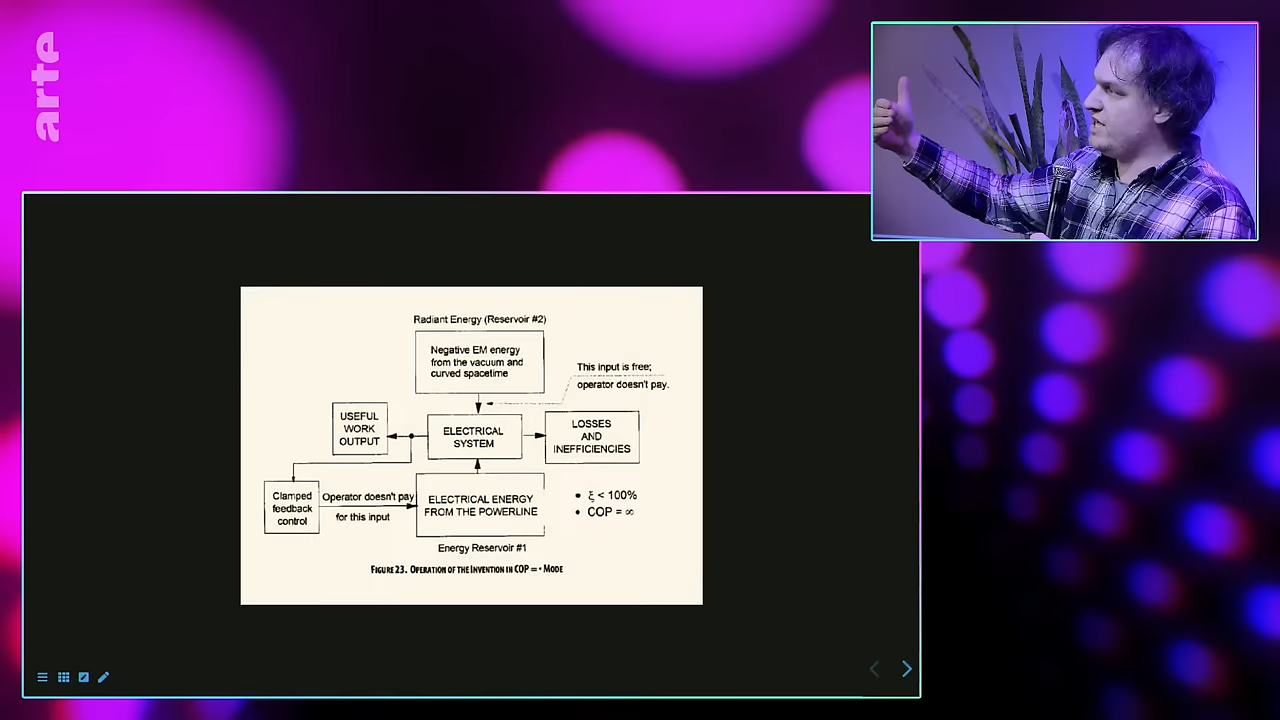 arte
Radiant Energy (Reservoir #2)
Negative EM energy
from the vacuum and
curved spacetime
This input is free;
operator doesn't pay.
USEFUL
WORK
OUTPUT
ELECTRICAL
SYSTEM
LOSSES
AND
INEFFICIENCIES
Clamped
feedback
control
Operator doesn't pay
for this input
ELECTRICAL ENERGY
FROM THE POWERLINE
• ξ < 100%
• COP = ∞
Energy Reservoir #1
FIGURE 23. OPERATION OF THE INVENTION IN COP = • MODE